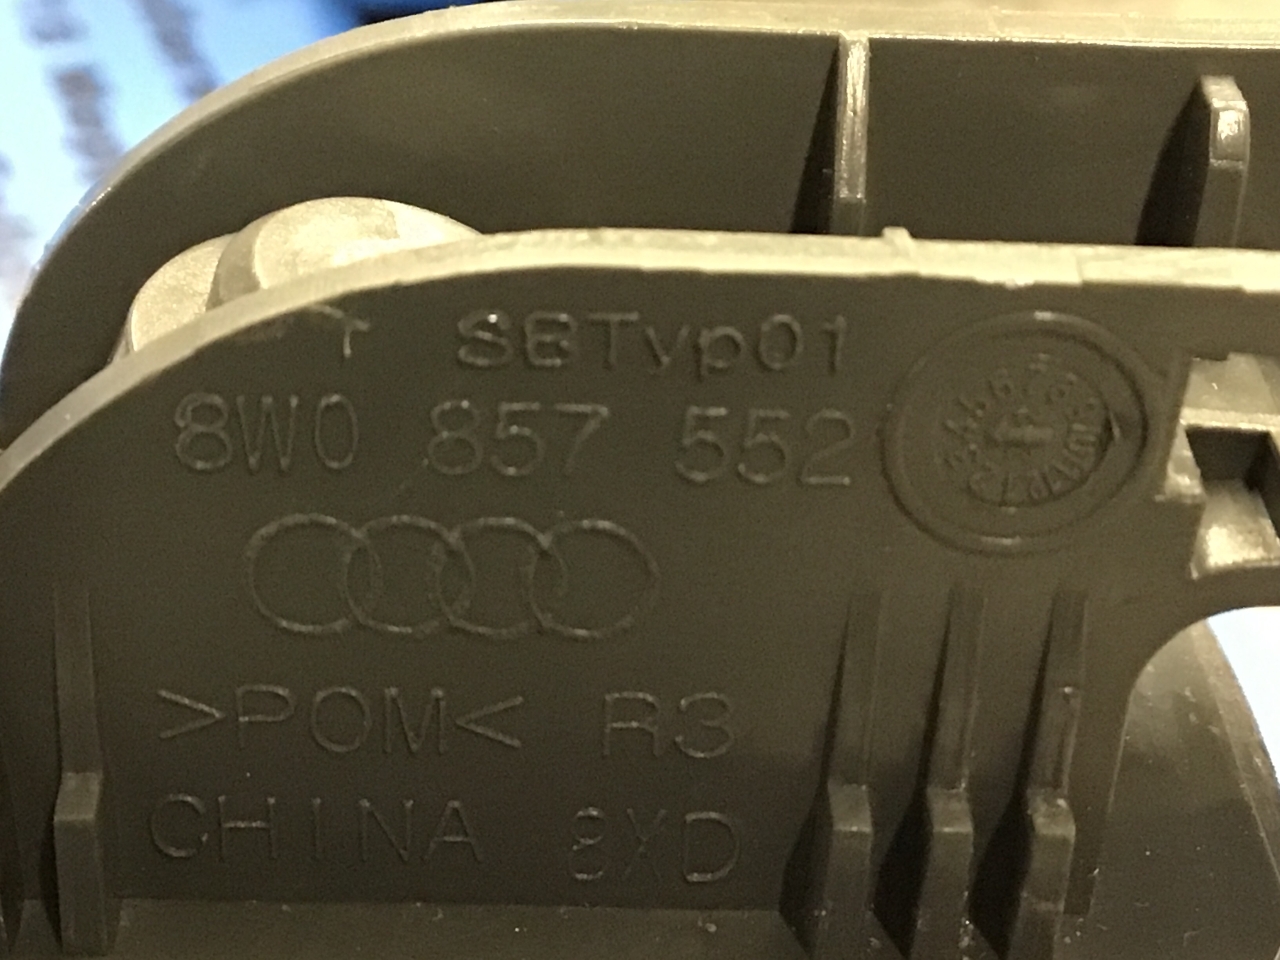 SBTyp01
8W0 857 552
>POM< R3
CHINA 8XD